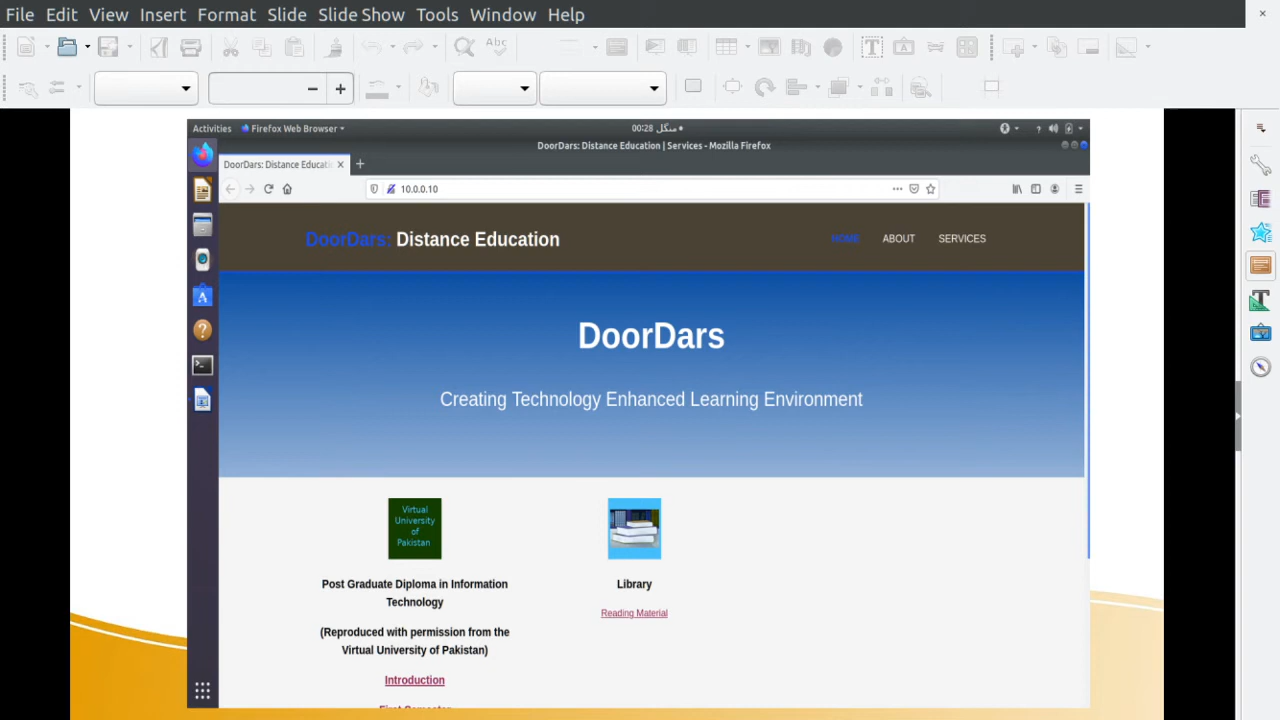 File Edit View Insert Format Slide Slide Show Tools Window Help
Activities Firefox Web Browser 00:28 منگل
DoorDars: Distance Education | Services - Mozilla Firefox
DoorDars: Distance Educati
10.0.0.10
DoorDars: Distance Education HOME ABOUT SERVICES
DoorDars
Creating Technology Enhanced Learning Environment
Virtual
University
of
Pakistan
Post Graduate Diploma in Information
Technology
(Reproduced with permission from the
Virtual University of Pakistan)
Introduction
First Semester
Library
Reading Material